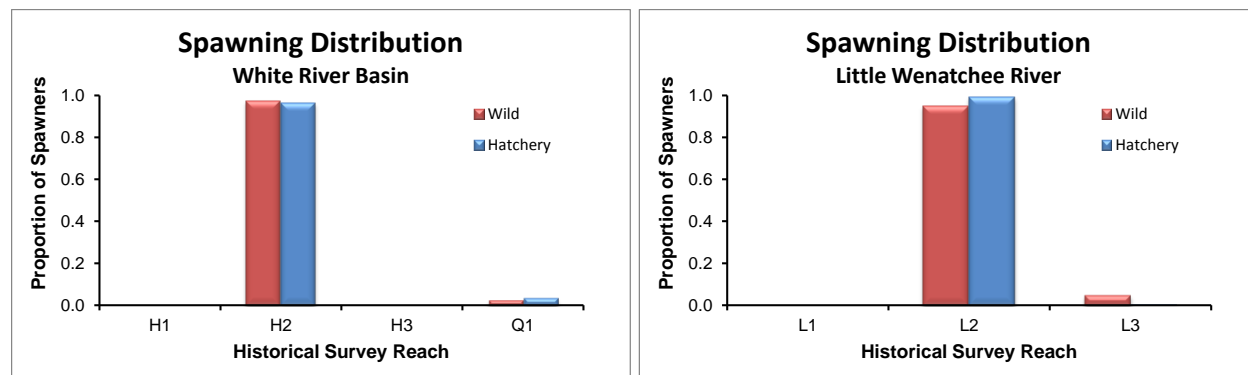 Spawning Distribution
White River Basin
Proportion of Spawners
1.0
0.8
0.6
0.4
0.2
0.0
Wild
Hatchery
H1 H2 H3 Q1
Historical Survey Reach
Spawning Distribution
Little Wenatchee River
Proportion of Spawners
1.0
0.8
0.6
0.4
0.2
0.0
Wild
Hatchery
L1 L2 L3
Historical Survey Reach